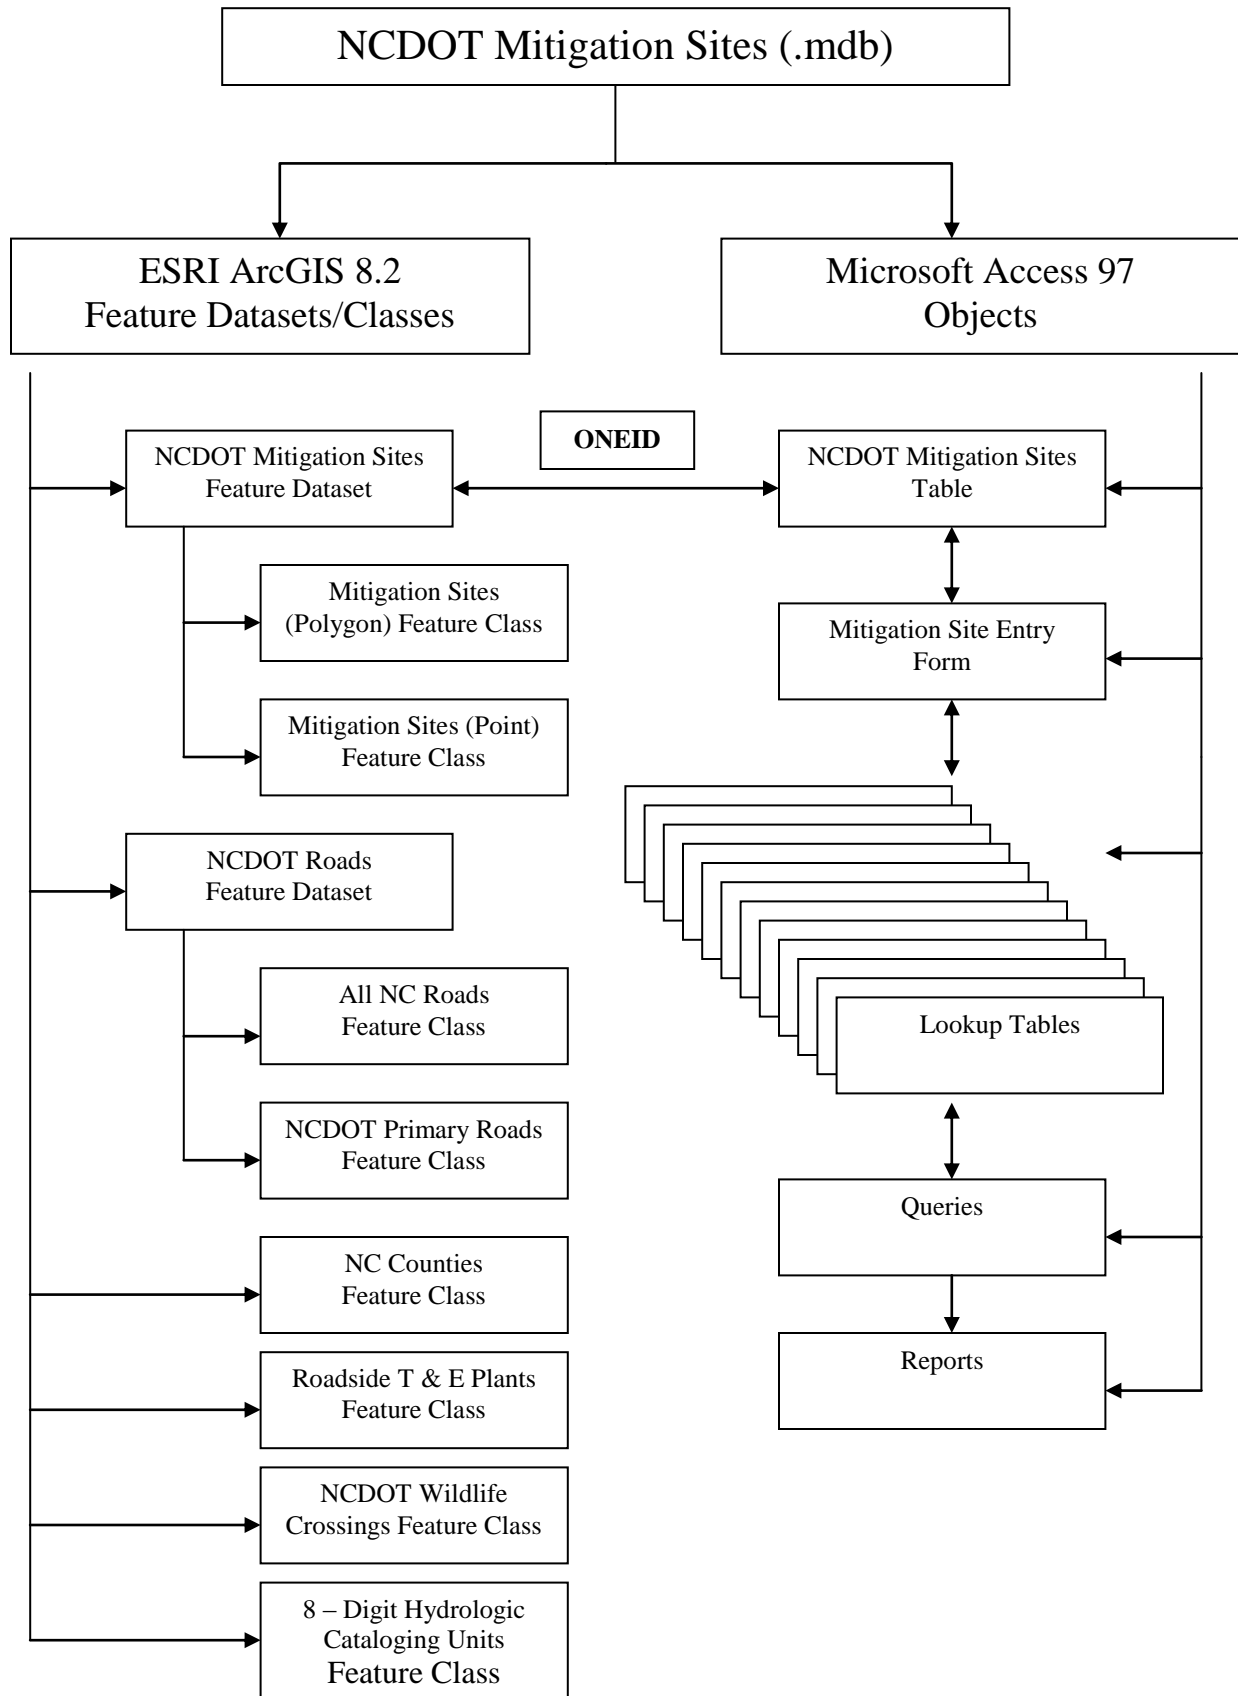 NCDOT Mitigation Sites (.mdb)
ESRI ArcGIS 8.2
Feature Datasets/Classes
Microsoft Access 97
Objects
ONEID
NCDOT Mitigation Sites
Feature Dataset
NCDOT Mitigation Sites
Table
Mitigation Sites
(Polygon) Feature Class
Mitigation Site Entry
Form
Mitigation Sites (Point)
Feature Class
NCDOT Roads
Feature Dataset
All NC Roads
Feature Class
Lookup Tables
NCDOT Primary Roads
Feature Class
Queries
NC Counties
Feature Class
Reports
Roadside T & E Plants
Feature Class
NCDOT Wildlife
Crossings Feature Class
8 – Digit Hydrologic
Cataloging Units
Feature Class